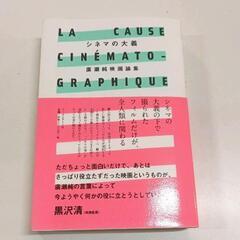 LA CAUSE
シネマの大義
CINÉMATO-
廣瀬純映画論集
GRAPHIQUE
シネマの
大義の下で
撮られた
フィルムだけが、
全人類に関わる
ただちょっと面白いだけで、あとは
さっぱり役立たずだった映画というものが、
廣瀬純の言葉によって
今ようやく何かの役に立とうとしている。
黒沢清（映画監督）